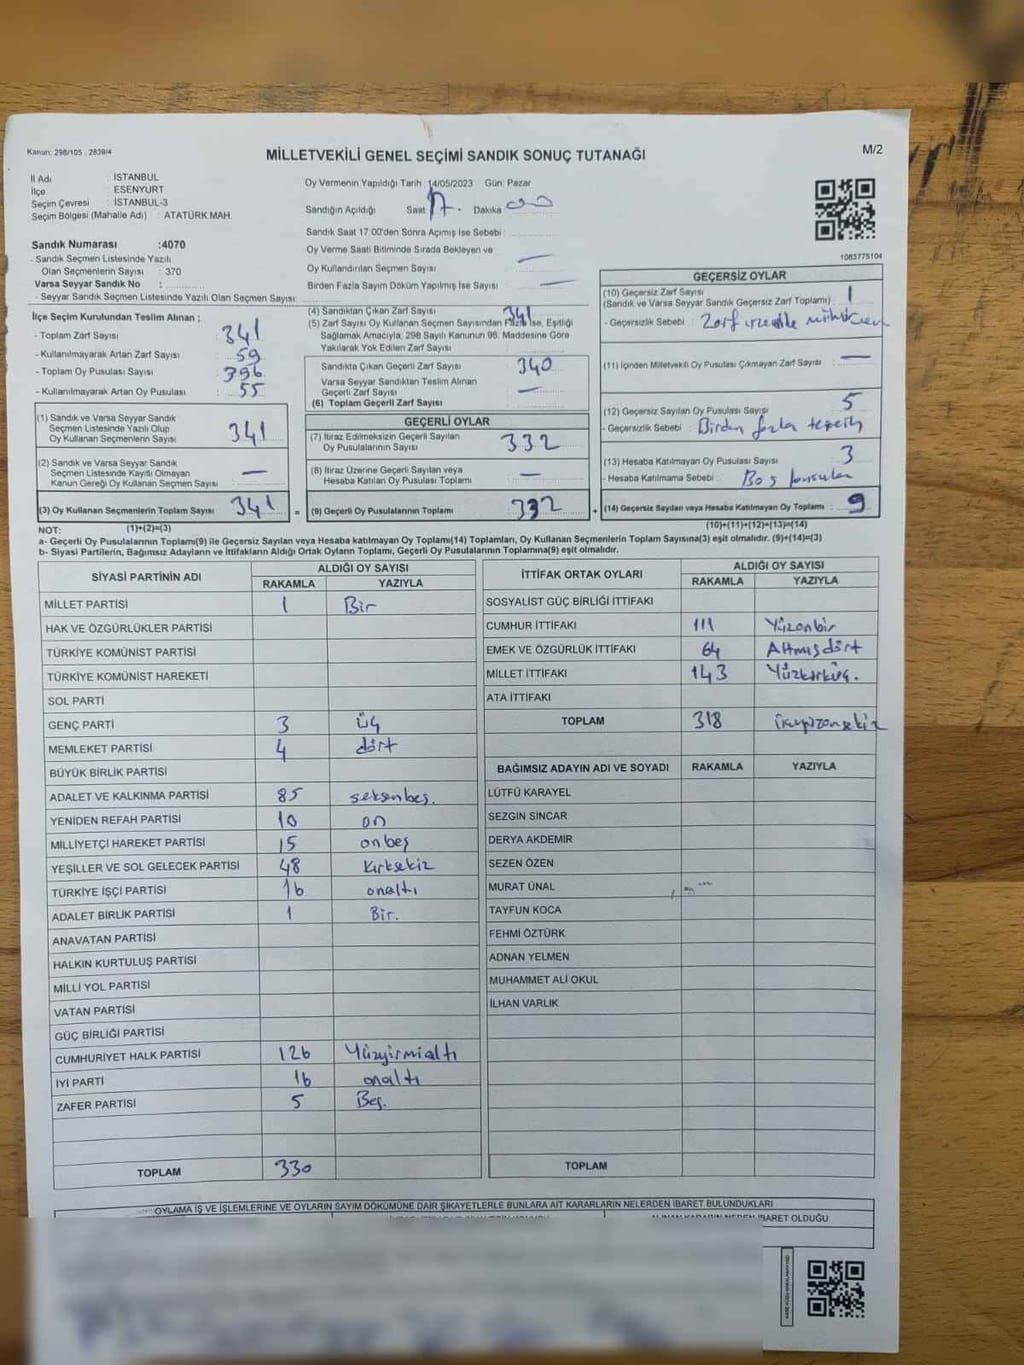 Kanun: 298/105 , 2839/4
MİLLETVEKİLİ GENEL SEÇİMİ SANDIK SONUÇ TUTANAĞI
M/2
İl Adı : İSTANBUL
İlçe : ESENYURT
Seçim Çevresi : İSTANBUL-3
Seçim Bölgesi (Mahalle Adı) : ATATÜRK MAH.
Oy Vermenin Yapıldığı Tarih : 14/05/2023 Gün: Pazar
Sandığın Açıldığı Saat 17. Dakika
Sandık Saat 17:00'den Sonra Açımış İse Sebebi :
Oy Verme Saati Bitiminde Sırada Bekleyen ve
Oy Kullandırılan Seçmen Sayısı —
Birden Fazla Sayım Döküm Yapılmış İse Sayısı : —
1083775104
Sandık Numarası :4070
- Sandık Seçmen Listesinde Yazılı
Olan Seçmenlerin Sayısı : 370
Varsa Seyyar Sandık No :
- Seyyar Sandık Seçmen Listesinde Yazılı Olan Seçmen Sayısı:
İlçe Seçim Kurulundan Teslim Alınan ;
- Toplam Zarf Sayısı : 341
- Kullanılmayarak Artan Zarf Sayısı : 59
- Toplam Oy Pusulası Sayısı : 396
- Kullanılmayarak Artan Oy Pusulası : 55
(1) Sandık ve Varsa Seyyar Sandık
Seçmen Listesinde Yazılı Olup
Oy Kullanan Seçmenlerin Sayısı : 341
(2) Sandık ve Varsa Seyyar Sandık
Seçmen Listesinde Kayıtlı Olmayan
Kanun Gereği Oy Kullanan Seçmen Sayısı : —
(3) Oy Kullanan Seçmenlerin Toplam Sayısı : 341 =
(4) Sandıktan Çıkan Zarf Sayısı : 341
(5) Zarf Sayısı Oy Kullanan Seçmen Sayısından Fazla İse, Eşitliği
Sağlamak Amacıyla; 298 Sayılı Kanunun 98. Maddesine Göre
Yakılarak Yok Edilen Zarf Sayısı :
Sandıkta Çıkan Geçerli Zarf Sayısı : 340
Varsa Seyyar Sandıktan Teslim Alınan
Geçerli Zarf Sayısı : —
(6) Toplam Geçerli Zarf Sayısı :
GEÇERLİ OYLAR
(7) İtiraz Edilmeksizin Geçerli Sayılan
Oy Pusulalarının Sayısı : 332
(8) İtiraz Üzerine Geçerli Sayılan veya
Hesaba Katılan Oy Pusulası Toplamı : —
(9) Geçerli Oy Pusulalarının Toplamı : 332 +
GEÇERSİZ OYLAR
(10) Geçersiz Zarf Sayısı
(Sandık ve Varsa Seyyar Sandık Geçersiz Zarf Toplamı) : 1
- Geçersizlik Sebebi : Zarf
(11) İçinden Milletvekili Oy Pusulası Çıkmayan Zarf Sayısı : —
(12) Geçersiz Sayılan Oy Pusulası Sayısı : 5
- Geçersizlik Sebebi : Birden fazla tercih
(13) Hesaba Katılmayan Oy Pusulası Sayısı : 3
- Hesaba Katılmama Sebebi : Boş pusula
(14) Geçersiz Sayılan veya Hesaba Katılmayan Oy Toplamı : 9
NOT: (1)+(2)=(3) (10)+(11)+(12)+(13)=(14)
a- Geçerli Oy Pusulalarının Toplamı(9) ile Geçersiz Sayılan veya Hesaba katılmayan Oy Toplamı(14) Toplamları, Oy Kullanan Seçmenlerin Toplam Sayısına(3) eşit olmalıdır. (9)+(14)=(3)
b- Siyasi Partilerin, Bağımsız Adayların ve İttifakların Aldığı Ortak Oyların Toplamı, Geçerli Oy Pusulalarının Toplamına(9) eşit olmalıdır.
SİYASİ PARTİNİN ADI ALDIĞI OY SAYISI
RAKAMLA YAZIYLA
MİLLET PARTİSİ 1 Bir
HAK VE ÖZGÜRLÜKLER PARTİSİ
TÜRKİYE KOMÜNİST PARTİSİ
TÜRKİYE KOMÜNİST HAREKETİ
SOL PARTİ
GENÇ PARTİ 3 üç
MEMLEKET PARTİSİ 4 dört
BÜYÜK BİRLİK PARTİSİ
ADALET VE KALKINMA PARTİSİ 85 seksenbeş.
YENİDEN REFAH PARTİSİ 10 on
MİLLİYETÇİ HAREKET PARTİSİ 15 onbeş
YEŞİLLER VE SOL GELECEK PARTİSİ 48 kırksekiz
TÜRKİYE İŞÇİ PARTİSİ 16 onaltı
ADALET BİRLİK PARTİSİ 1 Bir.
ANAVATAN PARTİSİ
HALKIN KURTULUŞ PARTİSİ
MİLLİ YOL PARTİSİ
VATAN PARTİSİ
GÜÇ BİRLİĞİ PARTİSİ
CUMHURİYET HALK PARTİSİ 126 Yüzyirmialtı
İYİ PARTİ 16 onaltı
ZAFER PARTİSİ 5 Beş.
TOPLAM 330
İTTİFAK ORTAK OYLARI ALDIĞI OY SAYISI
RAKAMLA YAZIYLA
SOSYALİST GÜÇ BİRLİĞİ İTTİFAKI
CUMHUR İTTİFAKI 111 Yüzonbir
EMEK VE ÖZGÜRLÜK İTTİFAKI 64 Altmışdört
MİLLET İTTİFAKI 143 Yüzkırküç.
ATA İTTİFAKI
TOPLAM 318
BAĞIMSIZ ADAYIN ADI VE SOYADI RAKAMLA YAZIYLA
LÜTFÜ KARAYEL
SEZGİN SİNCAR
DERYA AKDEMİR
SEZEN ÖZEN
MURAT ÜNAL
TAYFUN KOCA
FEHMİ ÖZTÜRK
ADNAN YELMEN
MUHAMMET ALİ OKUL
İLHAN VARLIK
TOPLAM
OYLAMA İŞ VE İŞLEMLERİNE VE OYLARIN SAYIM DÖKÜMÜNE DAİR ŞİKAYETLERLE BUNLARA AİT KARARLARIN NELERDEN İBARET BULUNDUKLARI
ALINAN KARARIN NEDEN İBARET OLDUĞU